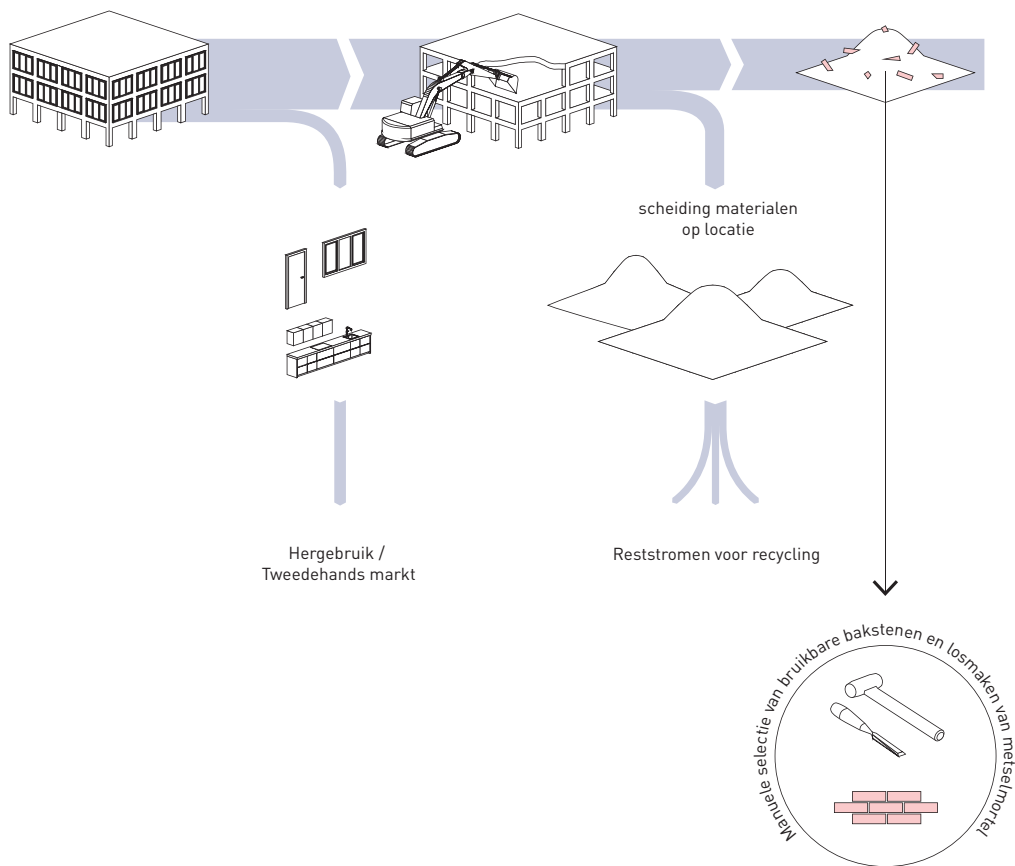 scheiding materialen
op locatie
Hergebruik /
Tweedehands markt
Reststromen voor recycling
Manuele selectie van bruikbare bakstenen en losmaken van metselmortel